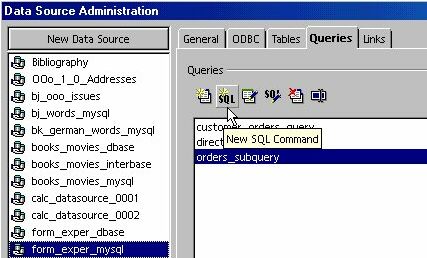 Data Source Administration
New Data Source
General
ODBC
Tables
Queries
Links
Bibliography
OOo_1_0_Addresses
bj_ooo_issues
bj_words_mysql
bk_german_words_mysql
books_movies_dbase
books_movies_interbase
books_movies_mysql
calc_datasource_0001
calc_datasource_0002
form_exper_dbase
form_exper_mysql
Queries
SQL
SQL
customer_orders_query
direct
New SQL Command
orders_subquery